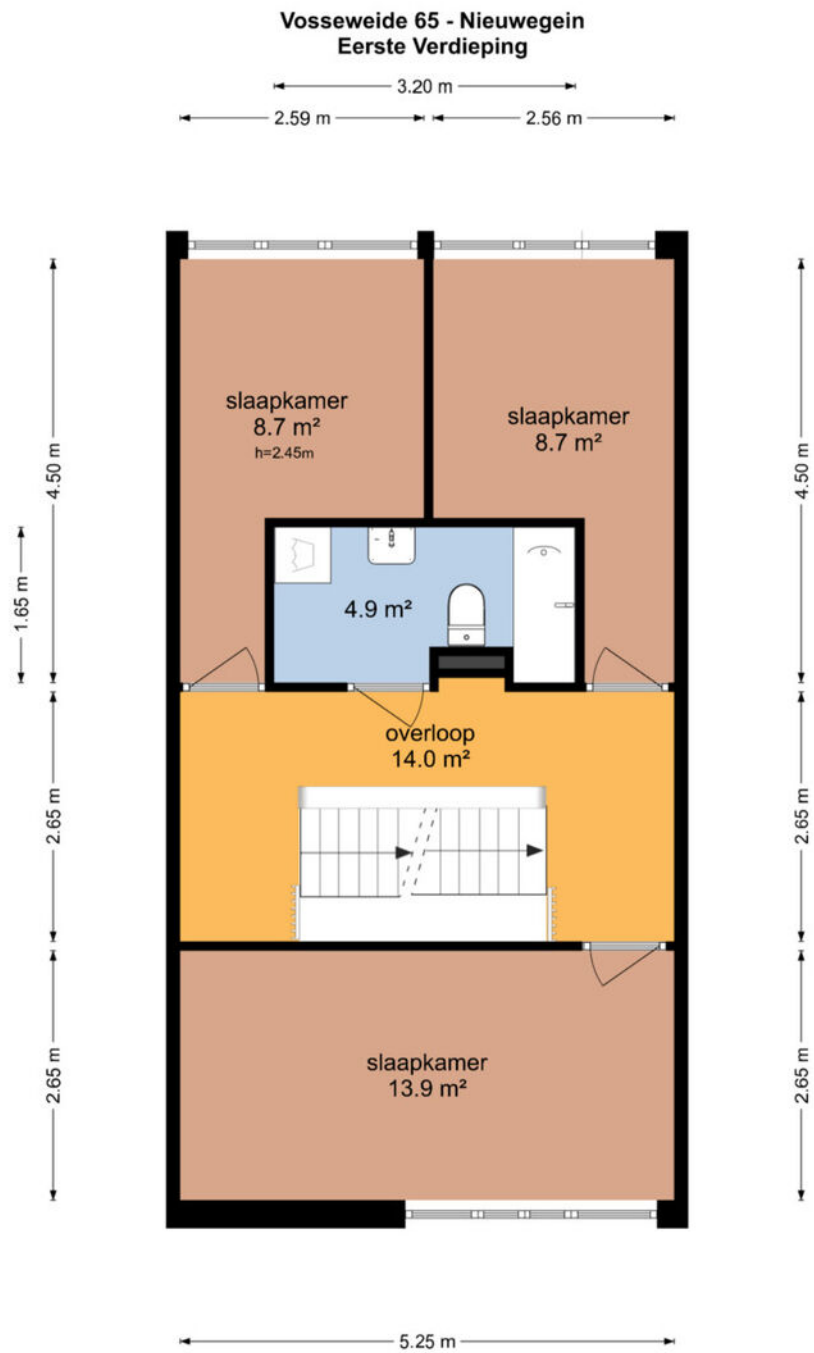 Vosseweide 65 - Nieuwegein
Eerste Verdieping
3.20 m
2.59 m
2.56 m
4.50 m
4.50 m
slaapkamer
8.7 m²
h=2.45m
slaapkamer
8.7 m²
1.65 m
4.9 m²
overloop
14.0 m²
2.65 m
2.65 m
slaapkamer
13.9 m²
2.65 m
2.65 m
5.25 m